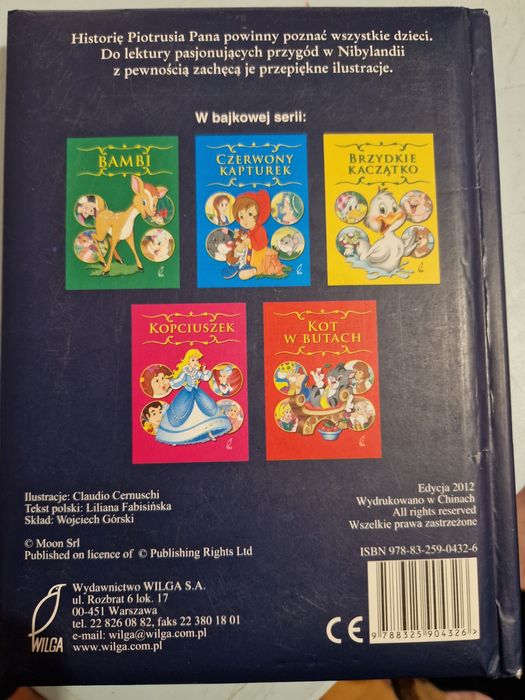 Historię Piotrusia Pana powinny poznać wszystkie dzieci.
Do lektury pasjonujących przygód w Nibylandii
z pewnością zachęcą je przepiękne ilustracje.
W bajkowej serii:
BAMBI
CZERWONY
KAPTUREK
BRZYDKIE
KACZĄTKO
KOPCIUSZEK
KOT
W BUTACH
Ilustracje: Claudio Cernuschi
Tekst polski: Liliana Fabisińska
Skład: Wojciech Górski
© Moon Srl
Published on licence of © Publishing Rights Ltd
Edycja 2012
Wydrukowano w Chinach
All rights reserved
Wszelkie prawa zastrzeżone
ISBN 978-83-259-0432-6
WILGA
Wydawnictwo WILGA S.A.
ul. Rozbrat 6 lok. 17
00-451 Warszawa
tel. 22 826 08 82, faks 22 380 18 01
e-mail: wilga@wilga.com.pl
www.wilga.com.pl
CE
9 788325 904326 >